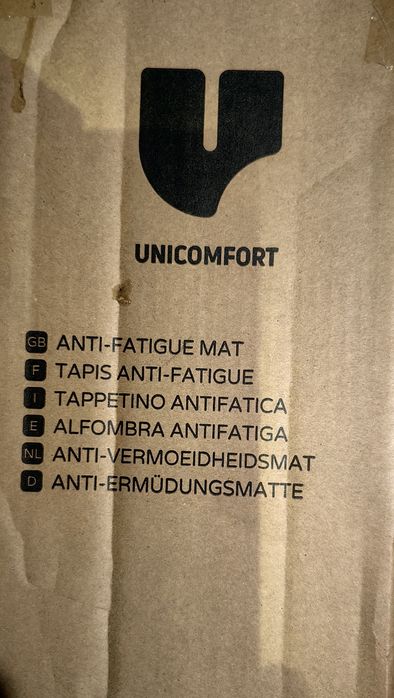 UNICOMFORT
GB ANTI-FATIGUE MAT
F TAPIS ANTI-FATIGUE
I TAPPETINO ANTIFATICA
E ALFOMBRA ANTIFATIGA
NL ANTI-VERMOEIDHEIDSMAT
D ANTI-ERMÜDUNGSMATTE